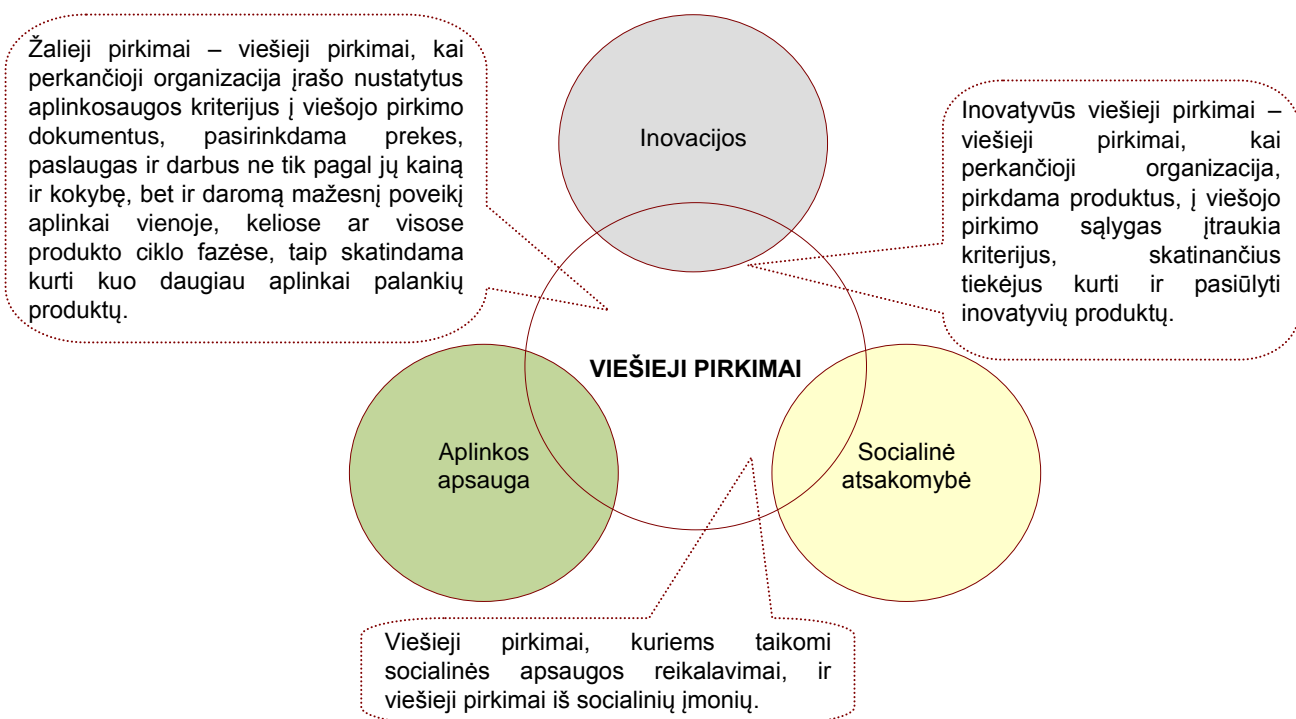 Žalieji pirkimai – viešieji pirkimai, kai
perkančioji organizacija įrašo nustatytus
aplinkosaugos kriterijus į viešojo pirkimo
dokumentus, pasirinkdama prekes,
paslaugas ir darbus ne tik pagal jų kainą
ir kokybę, bet ir daromą mažesnį poveikį
aplinkai vienoje, keliose ar visose
produkto ciklo fazėse, taip skatindama
kurti kuo daugiau aplinkai palankių
produktų.
Inovacijos
Inovatyvūs viešieji pirkimai –
viešieji pirkimai, kai
perkančioji organizacija,
pirkdama produktus, į viešojo
pirkimo sąlygas įtraukia
kriterijus, skatinančius
tiekėjus kurti ir pasiūlyti
inovatyvių produktų.
VIEŠIEJI PIRKIMAI
Aplinkos
apsauga
Socialinė
atsakomybė
Viešieji pirkimai, kuriems taikomi
socialinės apsaugos reikalavimai, ir
viešieji pirkimai iš socialinių įmonių.